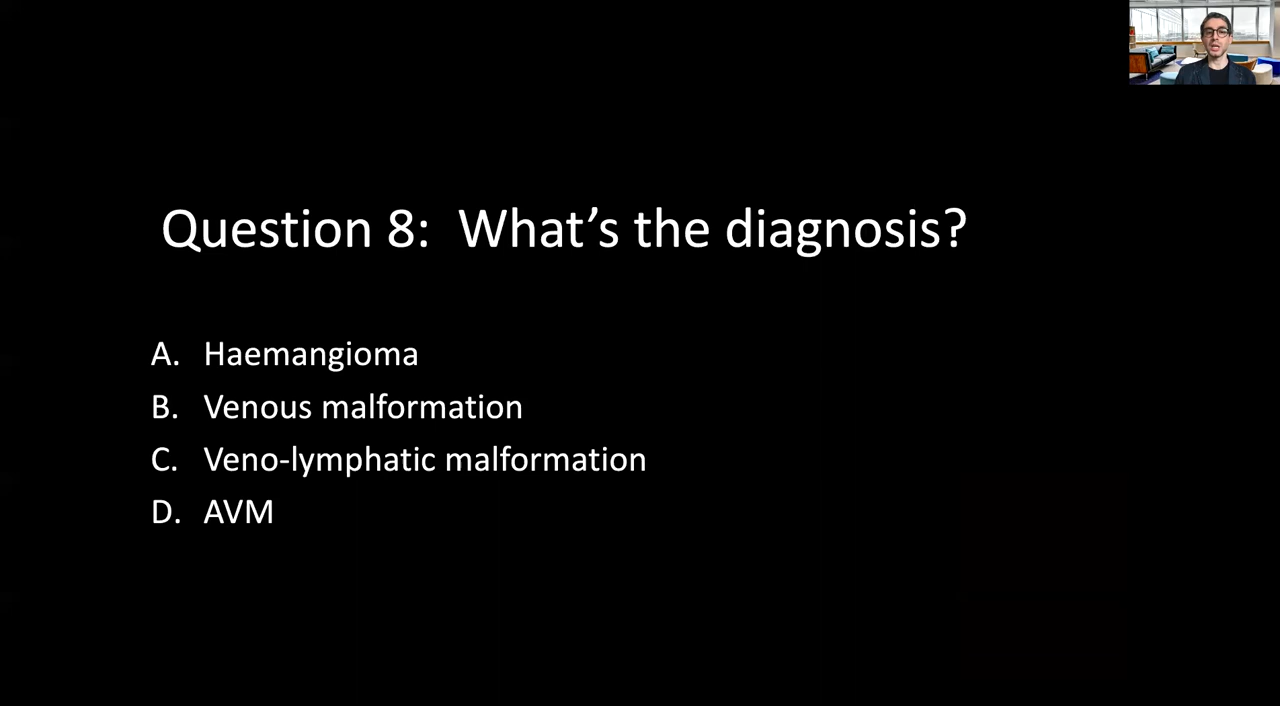 Question 8: What’s the diagnosis?
A. Haemangioma
B. Venous malformation
C. Veno-lymphatic malformation
D. AVM